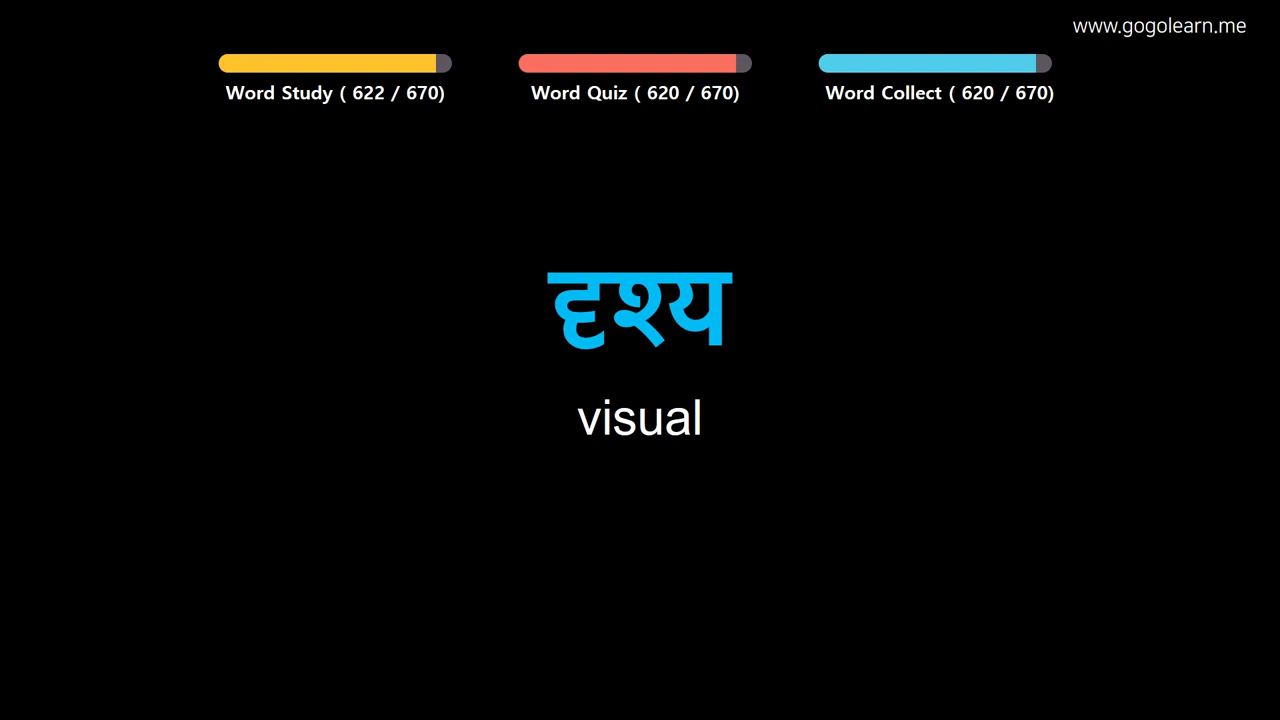 www.gogolearn.me
Word Study ( 622 / 670)
Word Quiz ( 620 / 670)
Word Collect ( 620 / 670)
दृश्य
visual